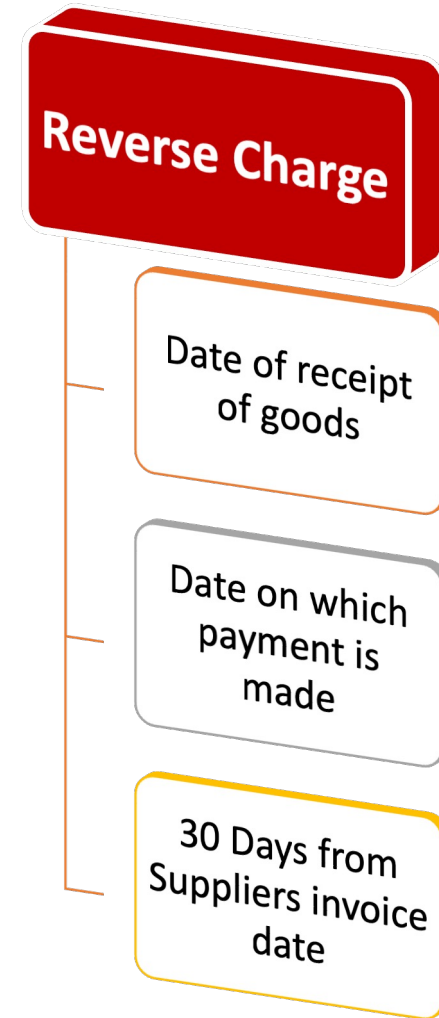 Reverse Charge
Date of receipt
of goods
Date on which
payment is
made
30 Days from
Suppliers invoice
date